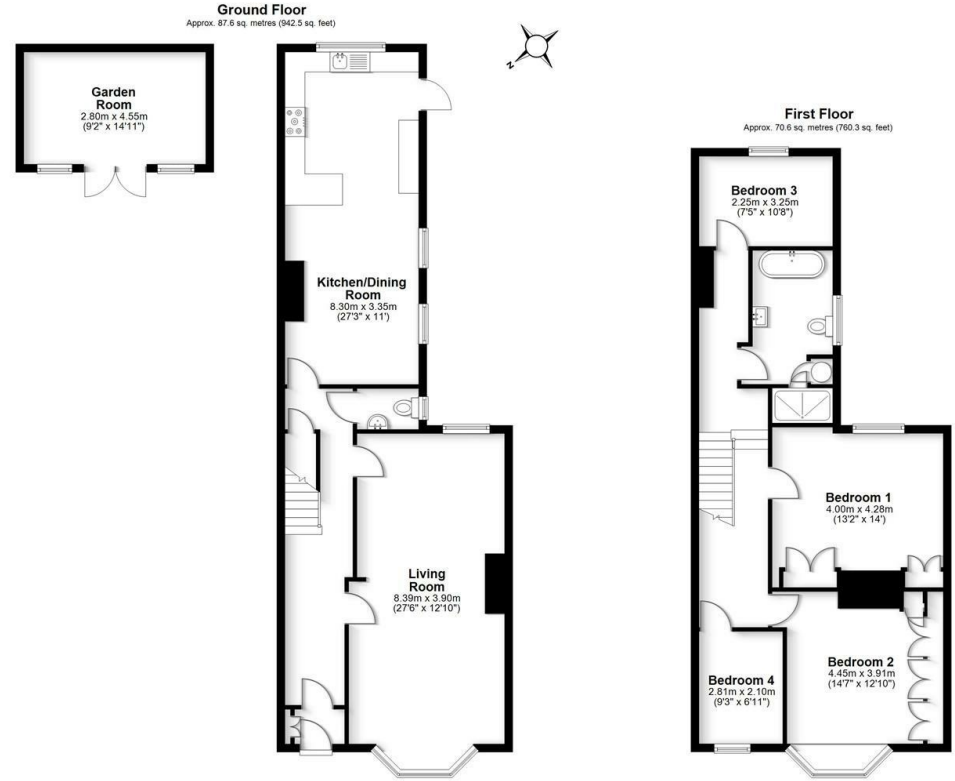 Ground Floor
Approx. 87.6 sq. metres (942.5 sq. feet)
N
Garden
Room
2.80m x 4.55m
(9'2" x 14'11")
Kitchen/Dining
Room
8.30m x 3.35m
(27'3" x 11')
Living
Room
8.39m x 3.90m
(27'6" x 12'10")
First Floor
Approx. 70.6 sq. metres (760.3 sq. feet)
Bedroom 3
2.25m x 3.25m
(7'5" x 10'8")
Bedroom 1
4.00m x 4.28m
(13'2" x 14')
Bedroom 2
4.45m x 3.91m
(14'7" x 12'10")
Bedroom 4
2.81m x 2.10m
(9'3" x 6'11")